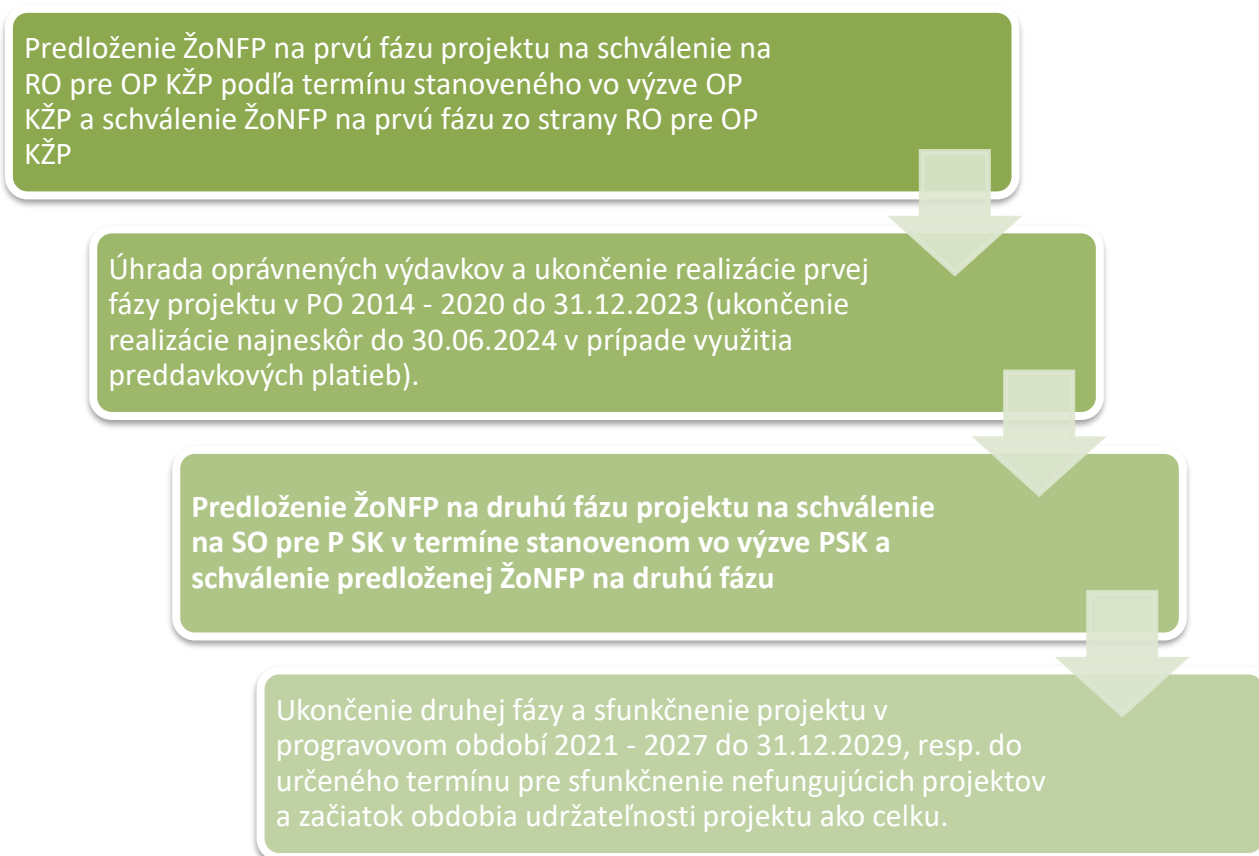 Predloženie ŽoNFP na prvú fázu projektu na schválenie na
RO pre OP KŽP podľa termínu stanoveného vo výzve OP
KŽP a schválenie ŽoNFP na prvú fázu zo strany RO pre OP
KŽP
Úhrada oprávnených výdavkov a ukončenie realizácie prvej
fázy projektu v PO 2014 - 2020 do 31.12.2023 (ukončenie
realizácie najneskôr do 30.06.2024 v prípade využitia
preddavkových platieb).
Predloženie ŽoNFP na druhú fázu projektu na schválenie
na SO pre P SK v termíne stanovenom vo výzve PSK a
schválenie predloženej ŽoNFP na druhú fázu
Ukončenie druhej fázy a sfunkčnenie projektu v
progravovom období 2021 - 2027 do 31.12.2029, resp. do
určeného termínu pre sfunkčnenie nefungujúcich projektov
a začiatok obdobia udržateľnosti projektu ako celku.